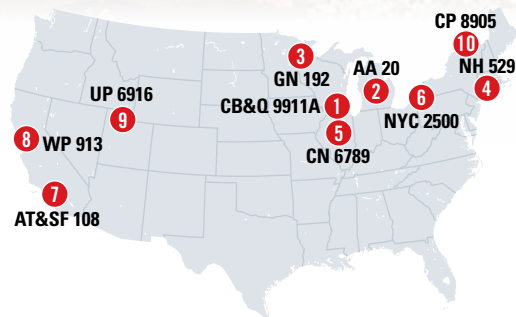 CP 8905
10
3
AA 20
NH 529
GN 192
UP 6916
CB&Q 9911A
1
2
6
4
9
NYC 2500
8
WP 913
5
CN 6789
7
AT&SF 108